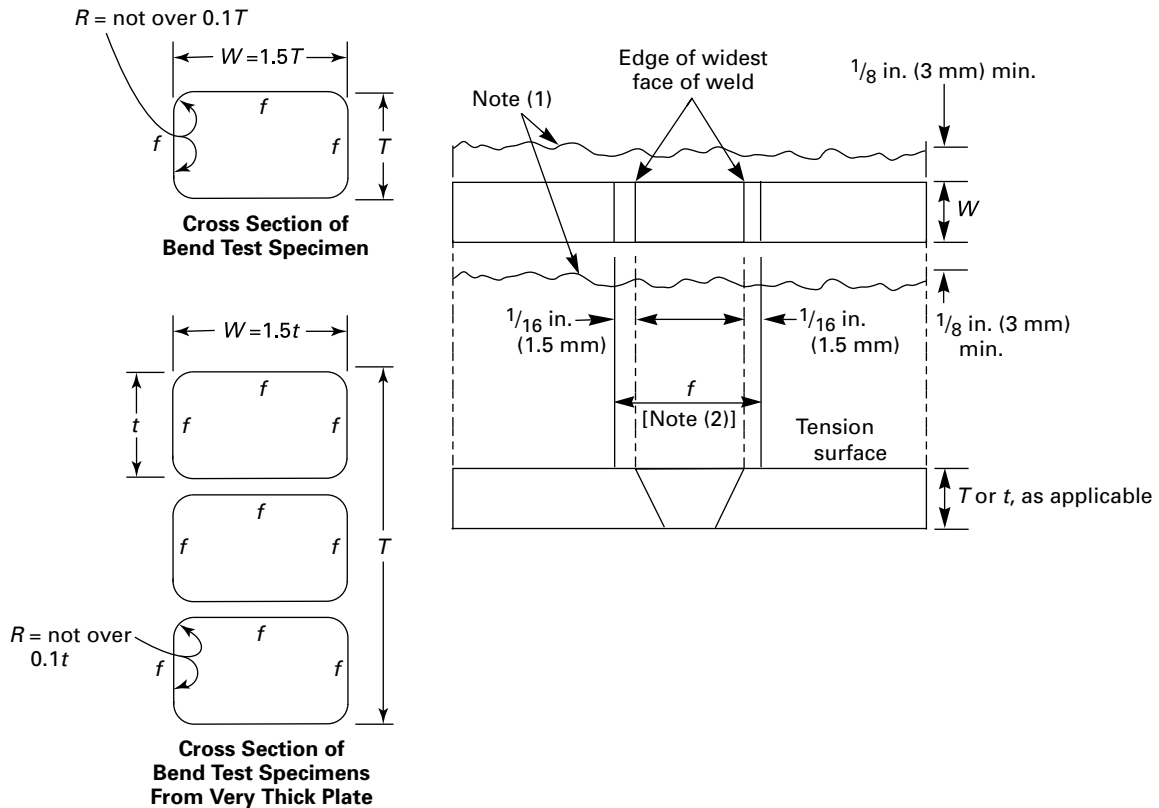 R = not over 0.1T
W = 1.5T
f
f
f
T
Cross Section of
Bend Test Specimen
W = 1.5t
t
f
f
f
f
f
f
T
R = not over
0.1t
f
f
f
Cross Section of
Bend Test Specimens
From Very Thick Plate
Edge of widest
face of weld
1/8 in. (3 mm) min.
Note (1)
W
1/16 in.
(1.5 mm)
1/16 in.
(1.5 mm)
1/8 in. (3 mm)
min.
f
[Note (2)]
Tension
surface
T or t, as applicable